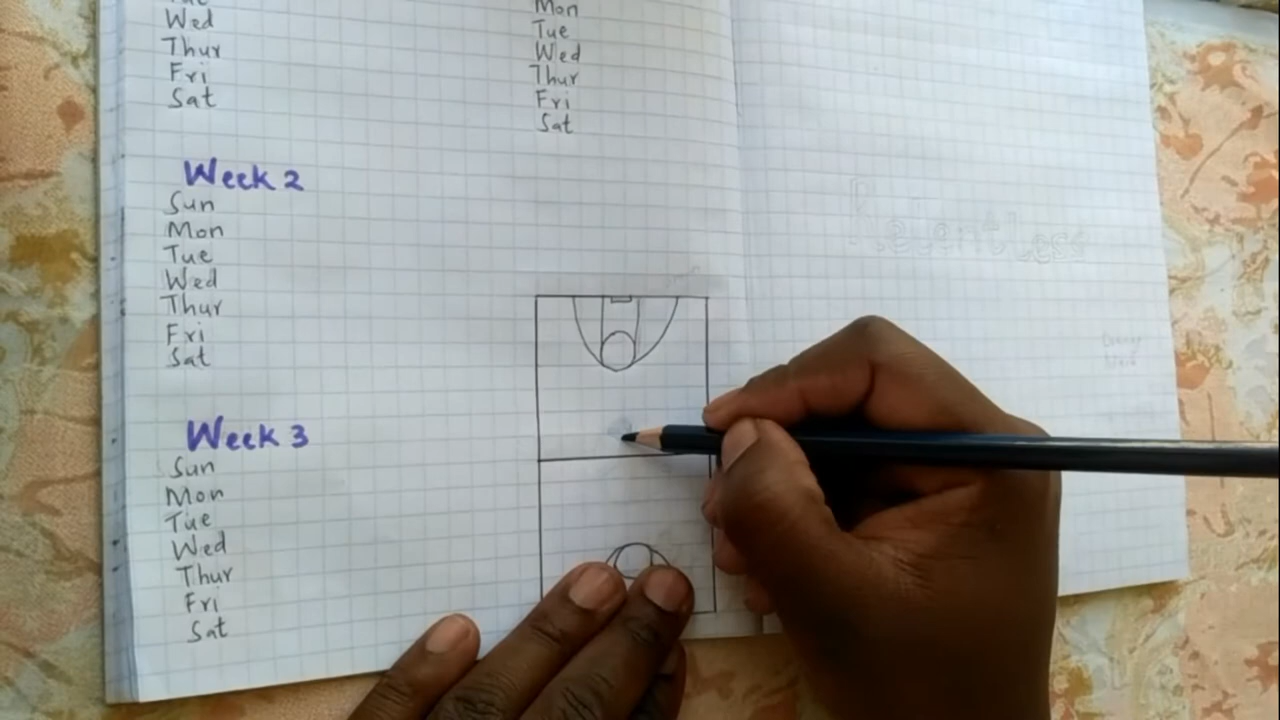 Tue
Wed
Thur
Fri
Sat
Mon
Tue
Wed
Thur
Fri
Sat
Week 2
Sun
Mon
Tue
Wed
Thur
Fri
Sat
Week 3
Sun
Mon
Tue
Wed
Thur
Fri
Sat
Relentless